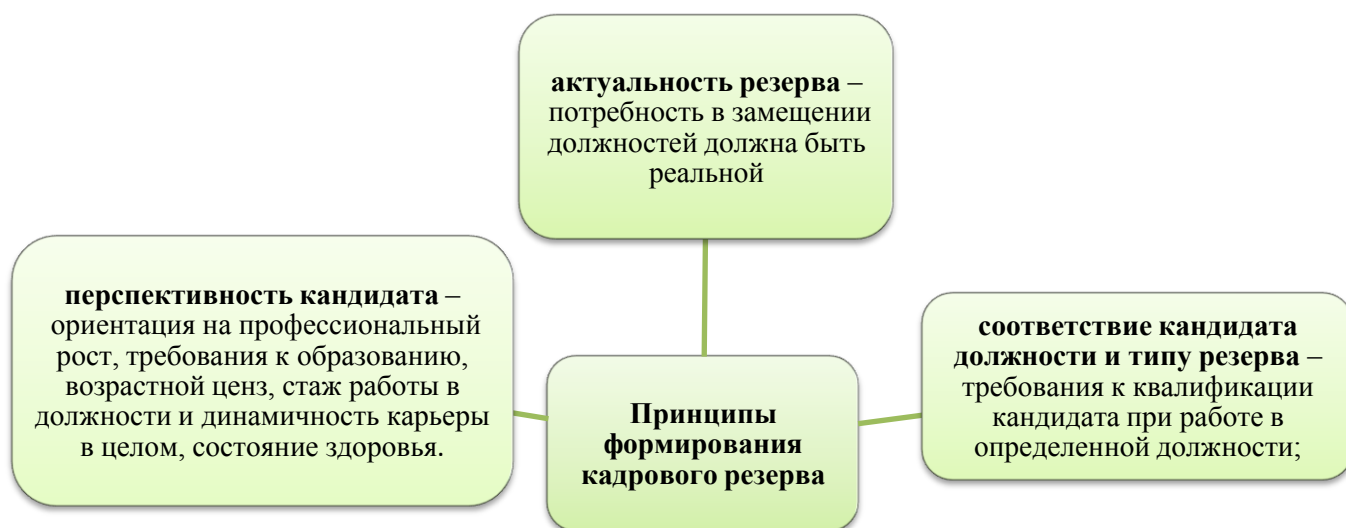 актуальность резерва –
потребность в замещении
должностей должна быть
реальной
перспективность кандидата –
ориентация на профессиональный
рост, требования к образованию,
возрастной ценз, стаж работы в
должности и динамичность карьеры
в целом, состояние здоровья.
Принципы
формирования
кадрового резерва
соответствие кандидата
должности и типу резерва –
требования к квалификации
кандидата при работе в
определенной должности;